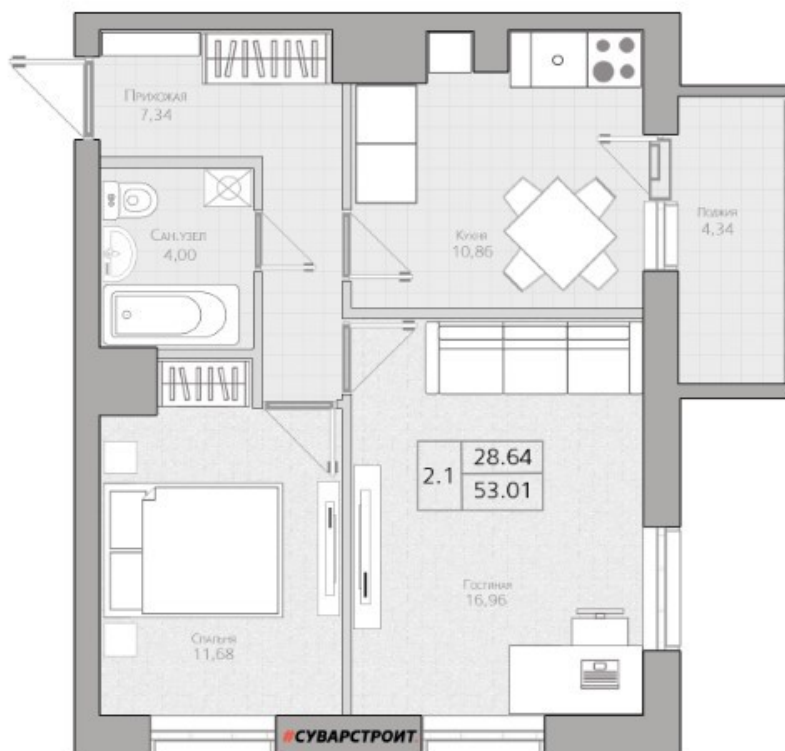 Прихожая
7,34
Сан.узел
4,00
Кухня
10,86
Лоджия
4,34
2.1
28.64
53.01
Гостиная
16,96
Спальня
11,68
#СУВАРСТРОИТ